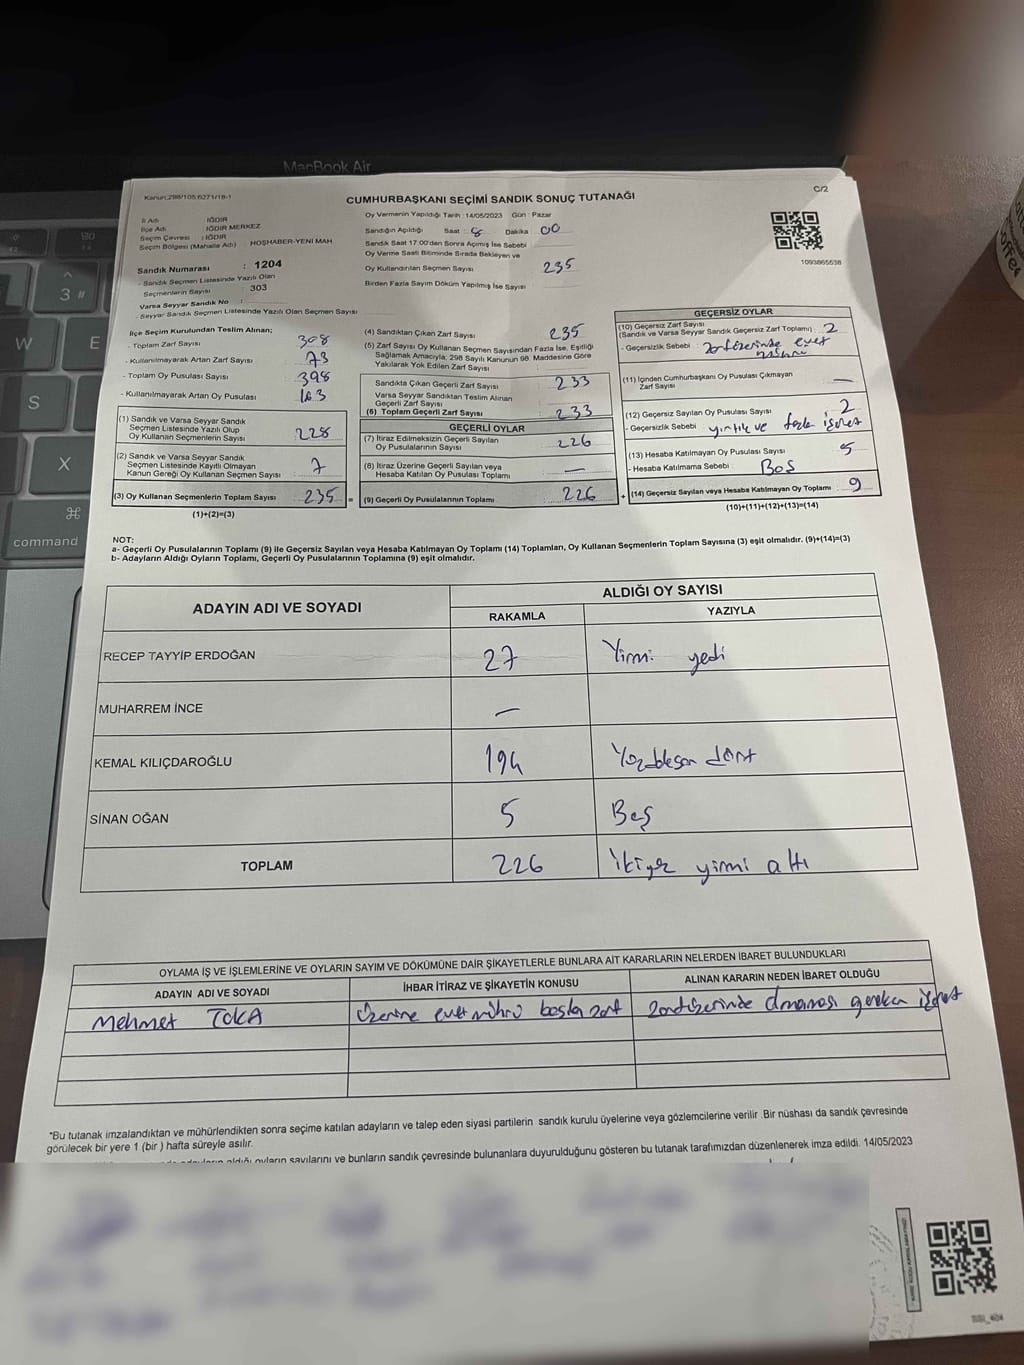 MacBook Air
Kanun:298/105:6271/18-1
C/2
CUMHURBAŞKANI SEÇİMİ SANDIK SONUÇ TUTANAĞI
İl Adı IĞDIR
İlçe Adı IĞDIR MERKEZ
Seçim Çevresi : IĞDIR
Seçim Bölgesi (Mahalle Adı) : HOŞHABER-YENİ MAH
Sandık Numarası : 1204
- Sandık Seçmen Listesinde Yazılı Olan
Seçmenlerin Sayısı : 303
Varsa Seyyar Sandık No :
- Seyyar Sandık Seçmen Listesinde Yazılı Olan Seçmen Sayısı
Oy Vermenin Yapıldığı Tarih : 14/05/2023 Gün : Pazar
Sandığın Açıldığı Saat : 8 Dakika 00
Sandık Saat 17:00'den Sonra Açımış İse Sebebi
Oy Verme Saati Bitiminde Sırada Bekleyen ve
Oy Kullandırılan Seçmen Sayısı 235
Birden Fazla Sayım Döküm Yapılmış İse Sayısı
1093865538
İlçe Seçim Kurulundan Teslim Alınan;
- Toplam Zarf Sayısı 308
- Kullanılmayarak Artan Zarf Sayısı 73
- Toplam Oy Pusulası Sayısı 398
- Kullanılmayarak Artan Oy Pusulası 163
(1) Sandık ve Varsa Seyyar Sandık
Seçmen Listesinde Yazılı Olup
Oy Kullanan Seçmenlerin Sayısı 228
(2) Sandık ve Varsa Seyyar Sandık
Seçmen Listesinde Kayıtlı Olmayan
Kanun Gereği Oy Kullanan Seçmen Sayısı 7
(3) Oy Kullanan Seçmenlerin Toplam Sayısı 235 =
(1)+(2)=(3)
(4) Sandıktan Çıkan Zarf Sayısı 235
(5) Zarf Sayısı Oy Kullanan Seçmen Sayısından Fazla İse, Eşitliği
Sağlamak Amacıyla; 298 Sayılı Kanunun 98. Maddesine Göre
Yakılarak Yok Edilen Zarf Sayısı
Sandıkta Çıkan Geçerli Zarf Sayısı 233
Varsa Seyyar Sandıktan Teslim Alınan
Geçerli Zarf Sayısı
(6) Toplam Geçerli Zarf Sayısı 233
GEÇERLİ OYLAR
(7) İtiraz Edilmeksizin Geçerli Sayılan
Oy Pusulalarının Sayısı 226
(8) İtiraz Üzerine Geçerli Sayılan veya
Hesaba Katılan Oy Pusulası Toplamı —
(9) Geçerli Oy Pusulalarının Toplamı 226 +
GEÇERSİZ OYLAR
(10) Geçersiz Zarf Sayısı
(Sandık ve Varsa Seyyar Sandık Geçersiz Zarf Toplamı) : 2
- Geçersizlik Sebebi : zarf üzerinde evet
mührü
(11) İçinden Cumhurbaşkanı Oy Pusulası Çıkmayan
Zarf Sayısı —
(12) Geçersiz Sayılan Oy Pusulası Sayısı 2
- Geçersizlik Sebebi yırtık ve fazla işaret
(13) Hesaba Katılmayan Oy Pusulası Sayısı 5
- Hesaba Katılmama Sebebi Boş
(14) Geçersiz Sayılan veya Hesaba Katılmayan Oy Toplamı 9
(10)+(11)+(12)+(13)=(14)
NOT:
a- Geçerli Oy Pusulalarının Toplamı (9) ile Geçersiz Sayılan veya Hesaba Katılmayan Oy Toplamı (14) Toplamları, Oy Kullanan Seçmenlerin Toplam Sayısına (3) eşit olmalıdır. (9)+(14)=(3)
b- Adayların Aldığı Oyların Toplamı, Geçerli Oy Pusulalarının Toplamına (9) eşit olmalıdır.
ADAYIN ADI VE SOYADI ALDIĞI OY SAYISI
RAKAMLA YAZIYLA
RECEP TAYYİP ERDOĞAN 27 Yirmi yedi
MUHARREM İNCE —
KEMAL KILIÇDAROĞLU 194 Yüzdoksan dört
SİNAN OĞAN 5 Beş
TOPLAM 226 İkiyüz yirmi altı
OYLAMA İŞ VE İŞLEMLERİNE VE OYLARIN SAYIM VE DÖKÜMÜNE DAİR ŞİKAYETLERLE BUNLARA AİT KARARLARIN NELERDEN İBARET BULUNDUKLARI
ADAYIN ADI VE SOYADI İHBAR İTİRAZ VE ŞİKAYETİN KONUSU ALINAN KARARIN NEDEN İBARET OLDUĞU
Mehmet TOKA Üzerine evet mührü basılan zarf zarf üzerinde olmaması gereken işaret
*Bu tutanak imzalandıktan ve mühürlendikten sonra seçime katılan adayların ve talep eden siyasi partilerin sandık kurulu üyelerine veya gözlemcilerine verilir .Bir nüshası da sandık çevresinde
görülecek bir yere 1 (bir ) hafta süreyle asılır.
aldığı oyların sayılarını ve bunların sandık çevresinde bulunanlara duyurulduğunu gösteren bu tutanak tarafımızdan düzenlenerek imza edildi. 14/05/2023
W
E
3 #
S
X
⌘
command